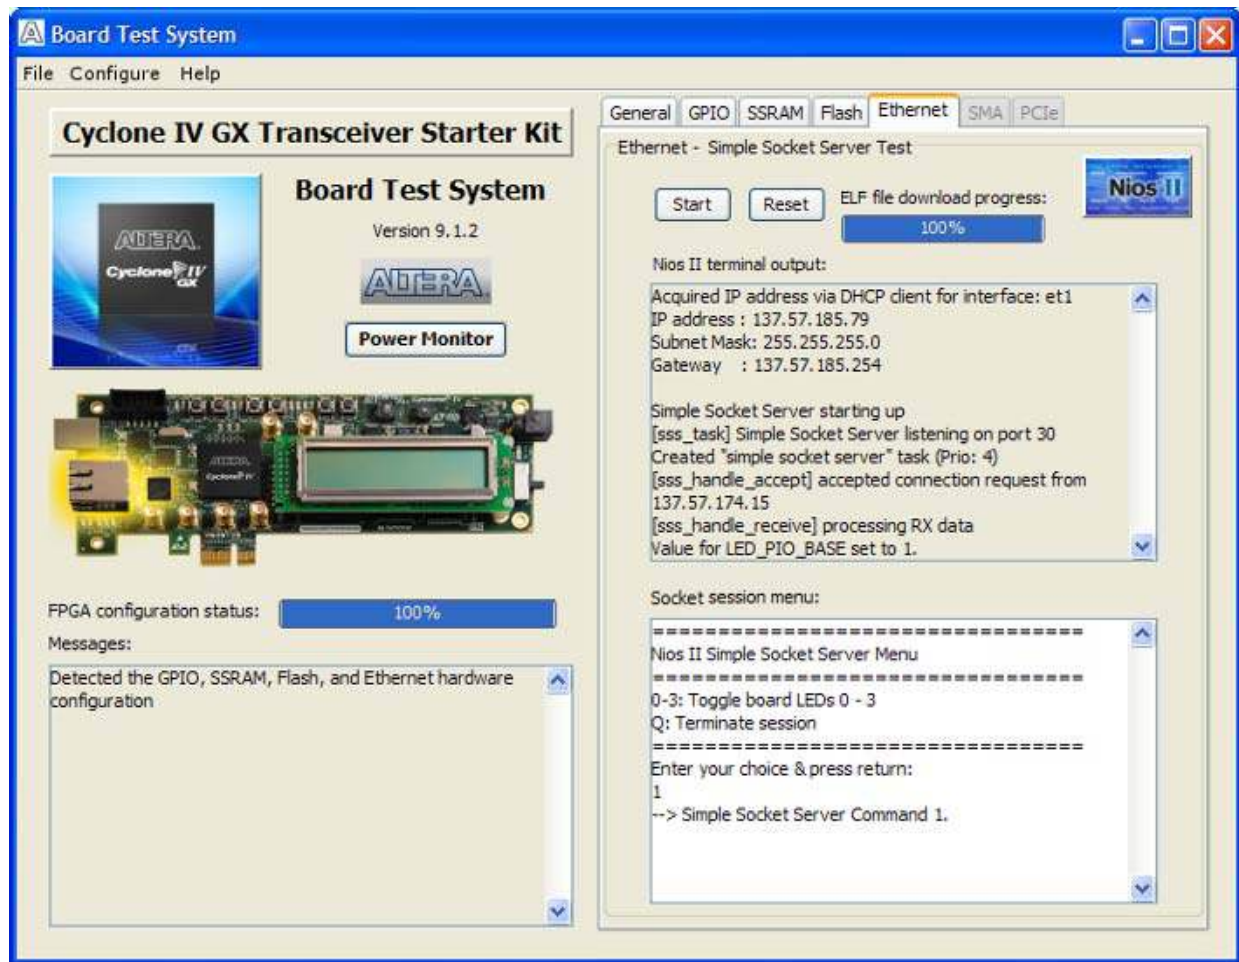 Board Test System
File Configure Help
Cyclone IV GX Transceiver Starter Kit
ALTERA.
Cyclone IV
GX
Board Test System
Version 9.1.2
ALTERA.
Power Monitor
ALTERA.
Cyclone IV
FPGA configuration status:
100%
Messages:
Detected the GPIO, SSRAM, Flash, and Ethernet hardware
configuration
General GPIO SSRAM Flash Ethernet SMA PCIe
Ethernet - Simple Socket Server Test
Start Reset
ELF file download progress:
100%
Nios II
Nios II terminal output:
Acquired IP address via DHCP client for interface: et1
IP address : 137.57.185.79
Subnet Mask: 255.255.255.0
Gateway : 137.57.185.254
Simple Socket Server starting up
[sss_task] Simple Socket Server listening on port 30
Created "simple socket server" task (Prio: 4)
[sss_handle_accept] accepted connection request from
137.57.174.15
[sss_handle_receive] processing RX data
Value for LED_PIO_BASE set to 1.
Socket session menu:
=================================
Nios II Simple Socket Server Menu
=================================
0-3: Toggle board LEDs 0 - 3
Q: Terminate session
=================================
Enter your choice & press return:
1
--> Simple Socket Server Command 1.